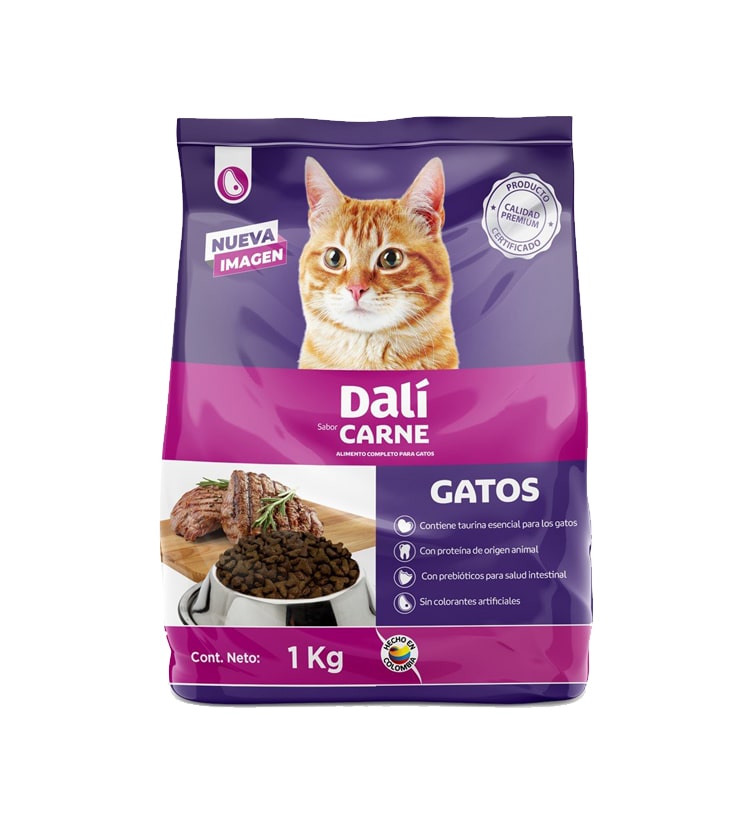 NUEVA
IMAGEN
PRODUCTO
CALIDAD
PREMIUM
CERTIFICADO
Dalí
Sabor
CARNE
ALIMENTO COMPLETO PARA GATOS
GATOS
Contiene taurina esencial para los gatos
Con proteína de origen animal
Con prebióticos para salud intestinal
Sin colorantes artificiales
Cont. Neto: 1 Kg
HECHO EN
COLOMBIA